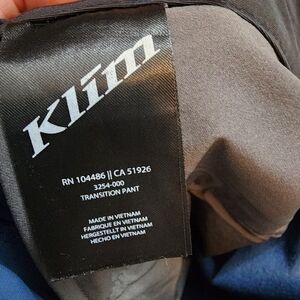 Klim
RN 104486 || CA 51926
3254-000
TRANSITION PANT
MADE IN VIETNAM
FABRIQUE EN VIETNAM
HERGESTELLT IN VIETNAM
HECHO EN VIETNAM